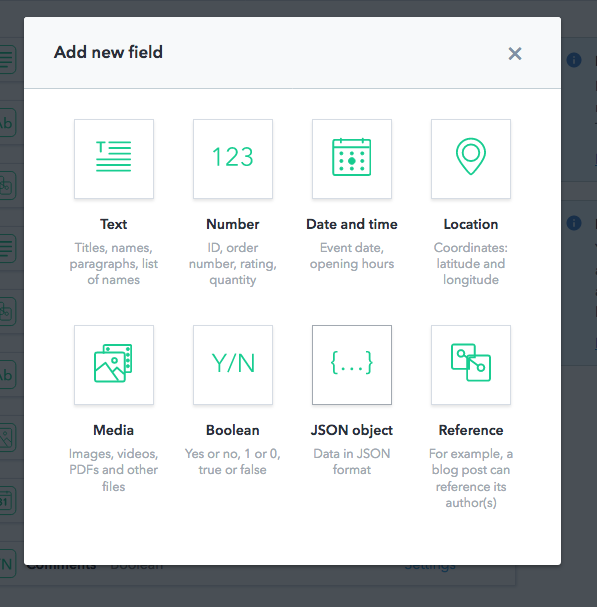 Add new field
T
123
Text
Number
Date and time
Location
Titles, names,
paragraphs, list
of names
ID, order
number, rating,
quantity
Event date,
opening hours
Coordinates:
latitude and
longitude
Y/N
{...}
Media
Boolean
JSON object
Reference
Images, videos,
PDFs and other
files
Yes or no, 1 or 0,
true or false
Data in JSON
format
For example, a
blog post can
reference its
author(s)
Comments Boolean Settings